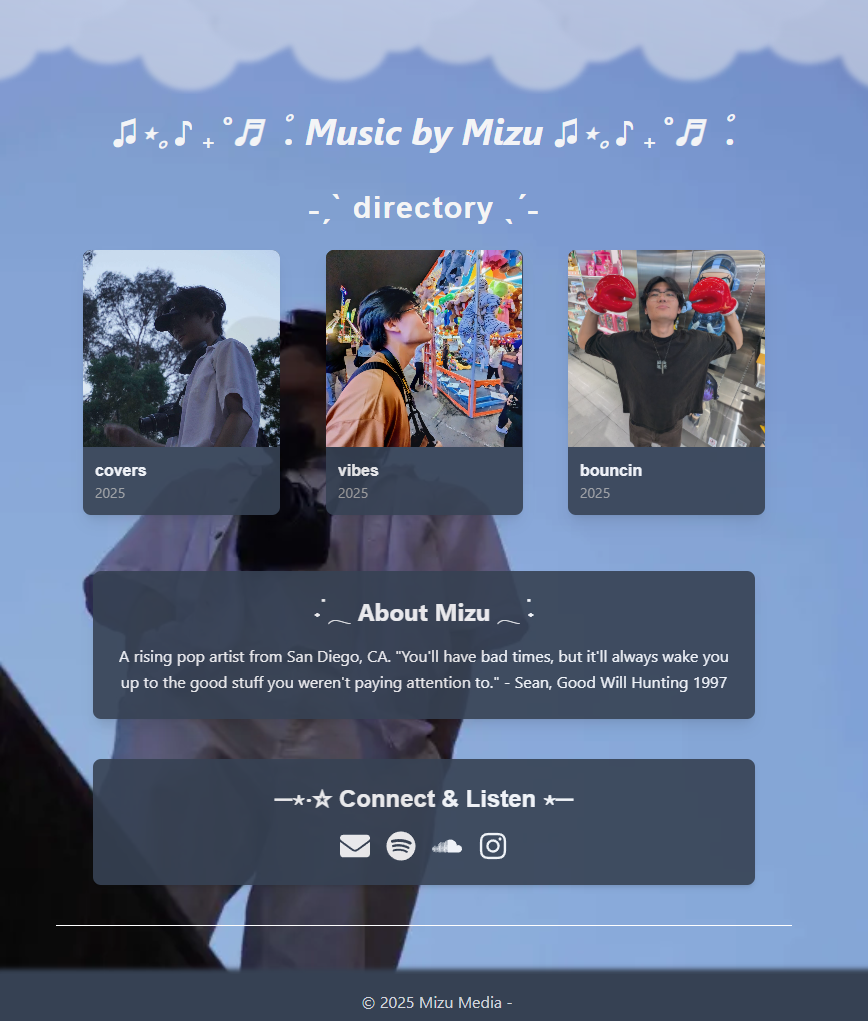 ♫⋆｡♪ ₊˚♬ ﾟ. Music by Mizu ♫⋆｡♪ ₊˚♬ ﾟ.
-ˏˋ directory ˎˊ-
covers
vibes
bouncin
2025
2025
2025
˗ˋ︵ About Mizu ︵ˊ˗
A rising pop artist from San Diego, CA. "You'll have bad times, but it'll always wake you
up to the good stuff you weren't paying attention to." - Sean, Good Will Hunting 1997
—⋆⋅☆ Connect & Listen ⋆—
© 2025 Mizu Media -